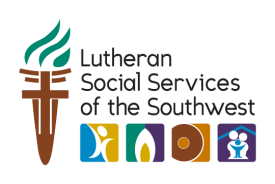 Lutheran
Social Services
of the Southwest